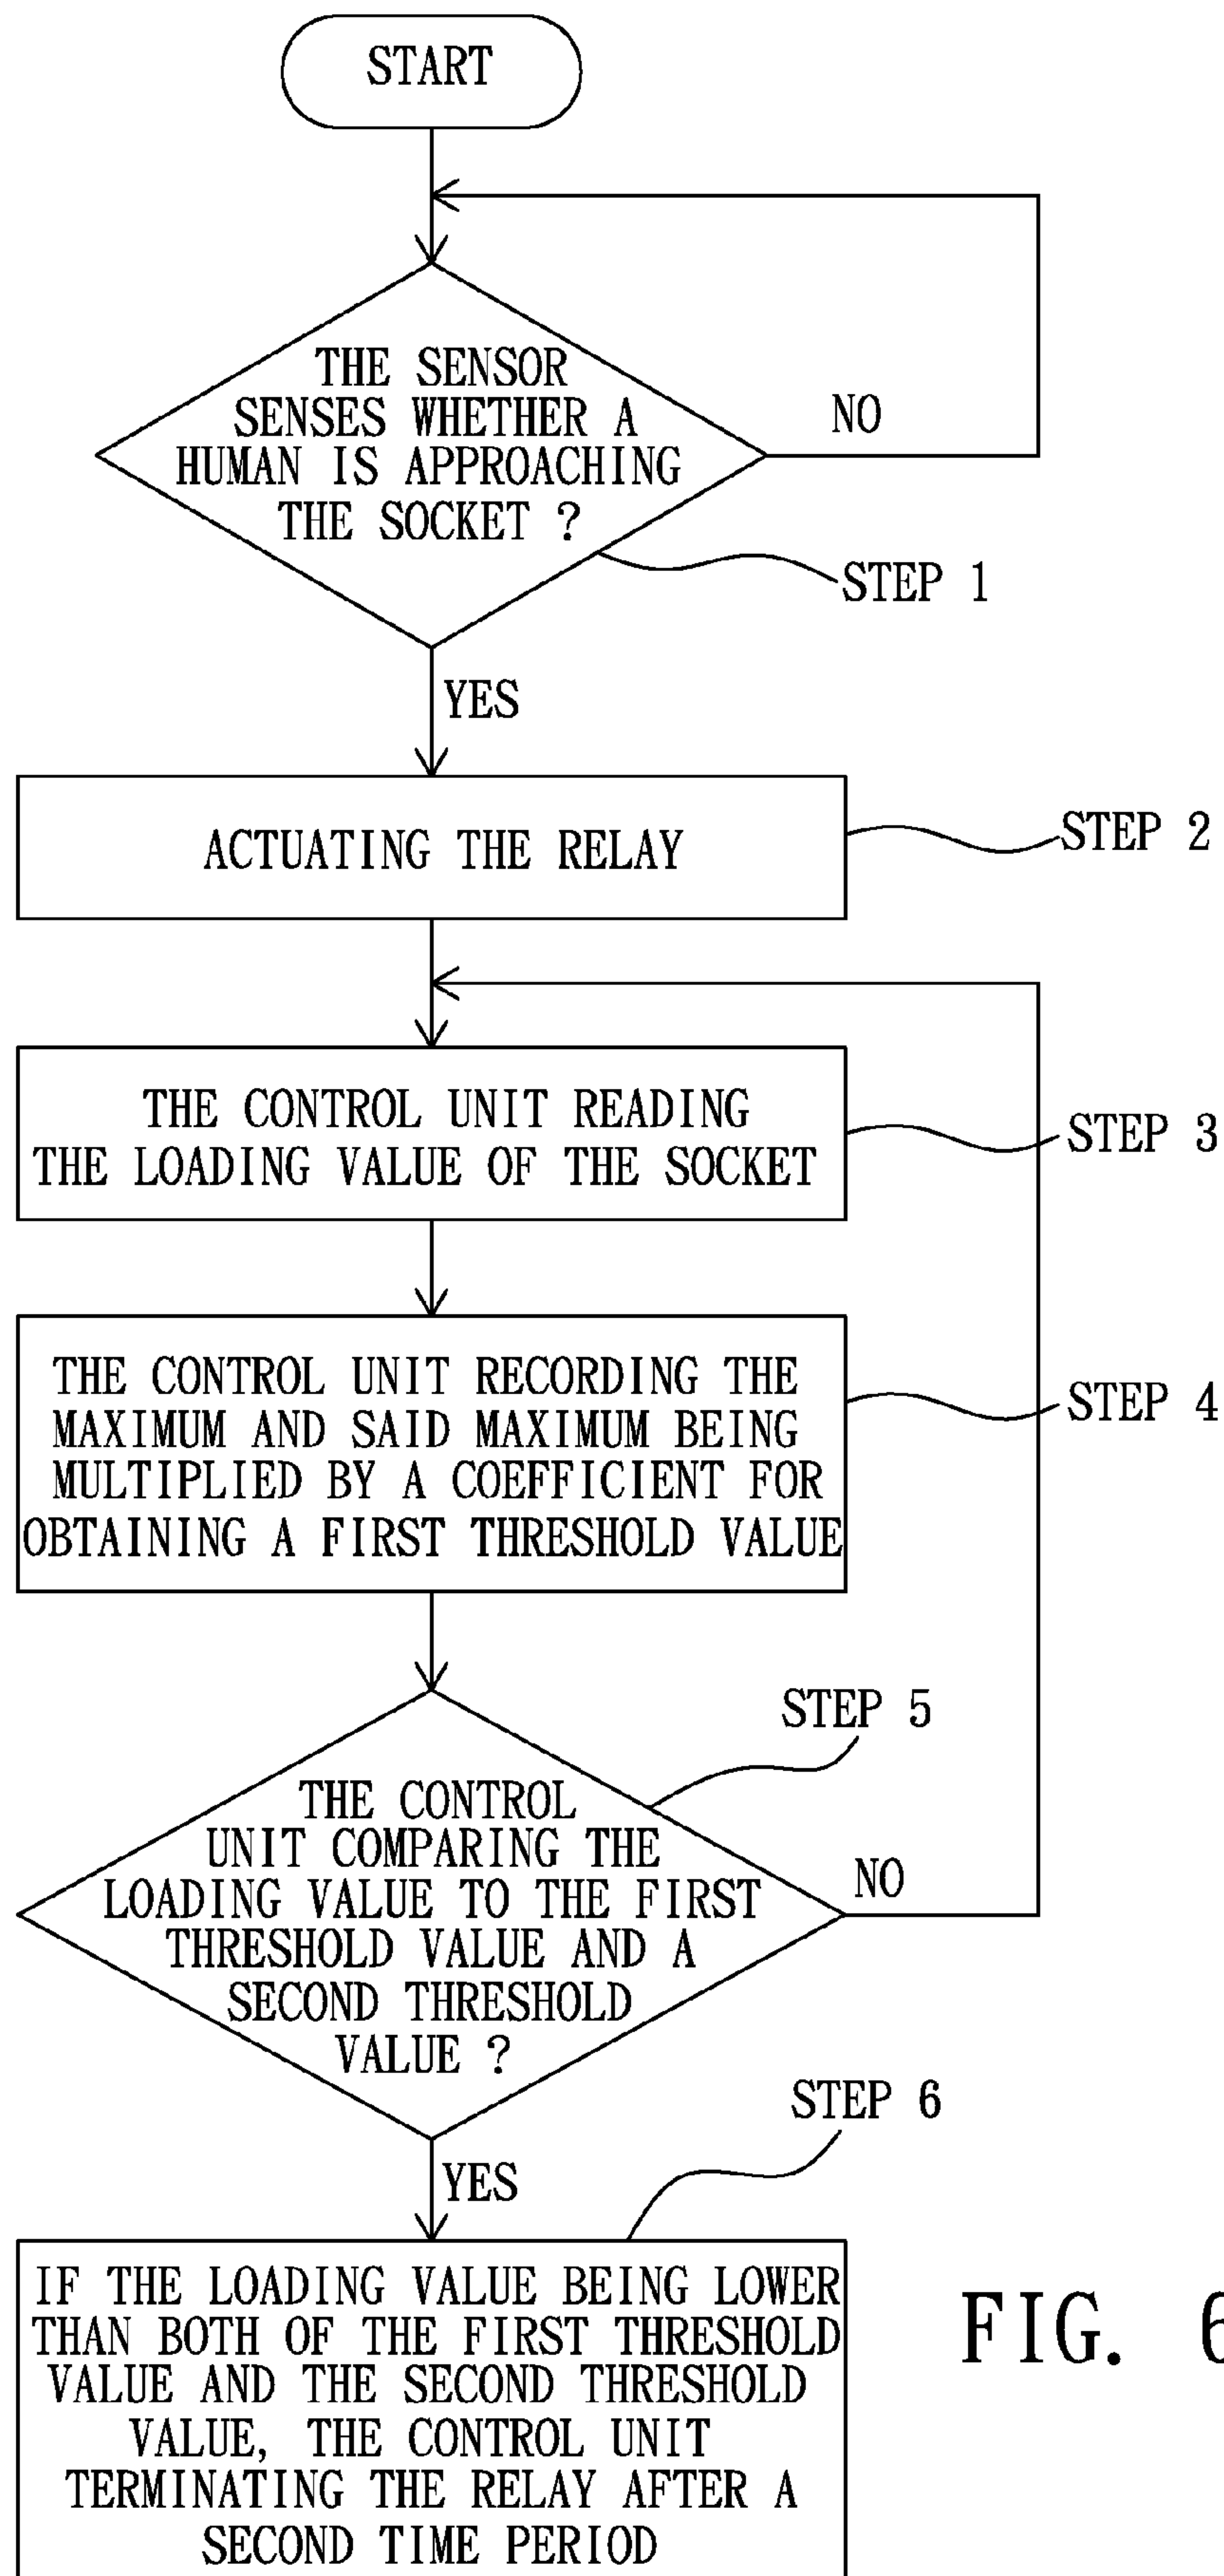 START
THE SENSOR
SENSES WHETHER A
HUMAN IS APPROACHING
THE SOCKET ?
NO
STEP 1
YES
ACTUATING THE RELAY
STEP 2
THE CONTROL UNIT READING
THE LOADING VALUE OF THE SOCKET
STEP 3
THE CONTROL UNIT RECORDING THE
MAXIMUM AND SAID MAXIMUM BEING
MULTIPLIED BY A COEFFICIENT FOR
OBTAINING A FIRST THRESHOLD VALUE
STEP 4
STEP 5
THE CONTROL
UNIT COMPARING THE
LOADING VALUE TO THE FIRST
THRESHOLD VALUE AND A
SECOND THRESHOLD
VALUE ?
NO
STEP 6
YES
IF THE LOADING VALUE BEING LOWER
THAN BOTH OF THE FIRST THRESHOLD
VALUE AND THE SECOND THRESHOLD
VALUE, THE CONTROL UNIT
TERMINATING THE RELAY AFTER A
SECOND TIME PERIOD
FIG. 6